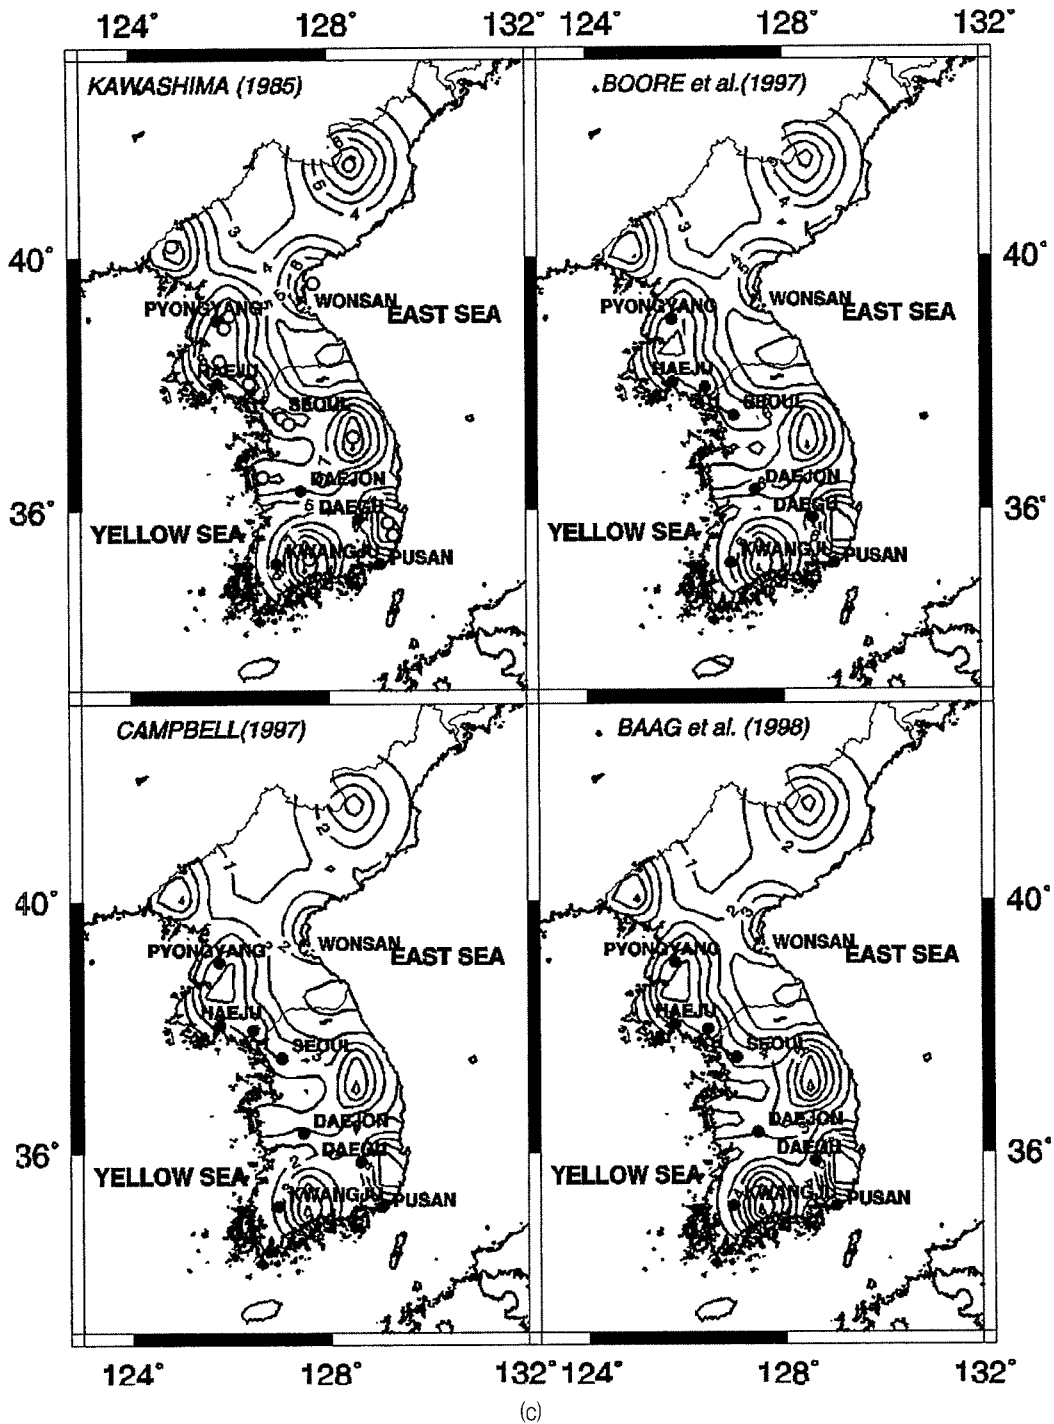 124° 128° 132° 124° 128° 132°
KAWASHIMA (1985)
40°
PYONGYANG
WONSAN
EAST SEA
HAEJU
SEOUL
DAEJON
DAEGU
36°
YELLOW SEA
KWANGJU
PUSAN
BOORE et al.(1997)
40°
PYONGYANG
WONSAN
EAST SEA
HAEJU
SEOUL
DAEJON
DAEGU
36°
YELLOW SEA
KWANGJU
PUSAN
CAMPBELL(1997)
40°
PYONGYANG
WONSAN
EAST SEA
HAEJU
SEOUL
DAEJON
DAEGU
36°
YELLOW SEA
KWANGJU
PUSAN
BAAG et al. (1998)
40°
PYONGYANG
WONSAN
EAST SEA
HAEJU
SEOUL
DAEJON
DAEGU
36°
YELLOW SEA
KWANGJU
PUSAN
124° 128° 132° 124° 128° 132°
(c)